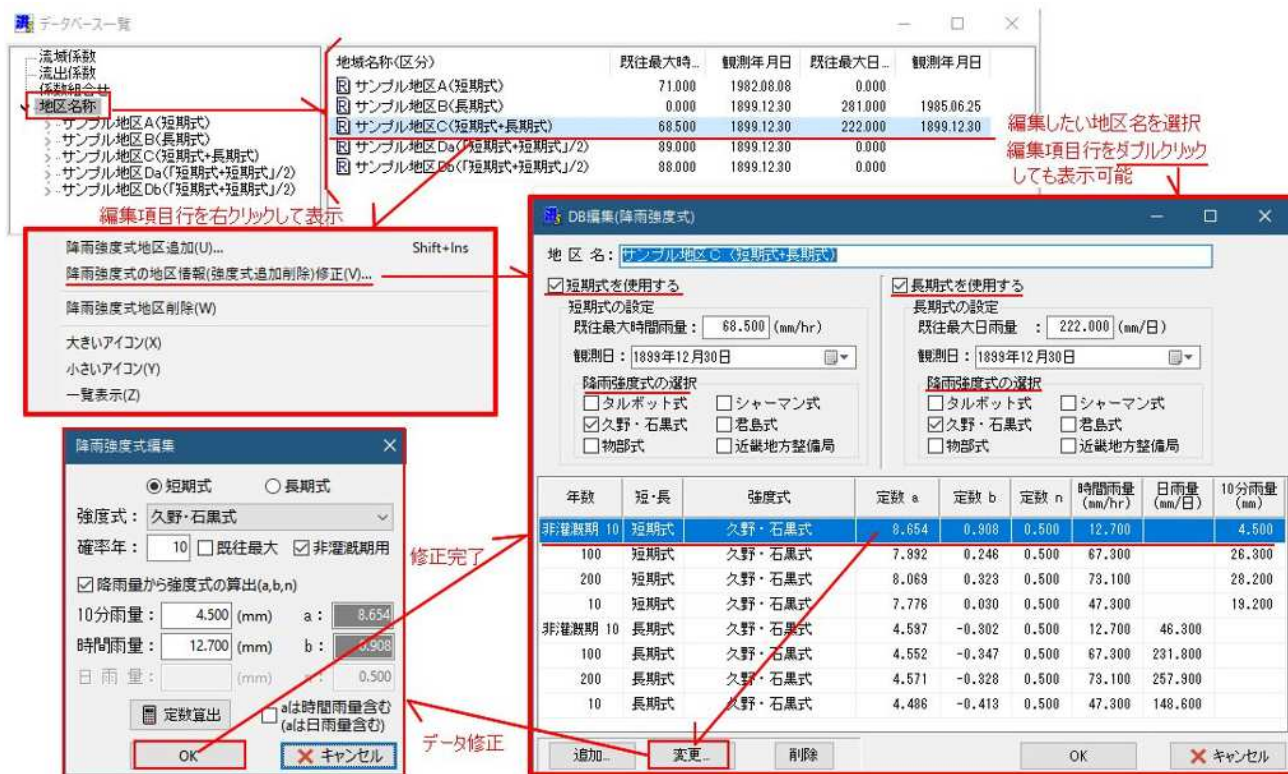 データベース一覧
流域係数
流出係数
係数組合せ
地区名称
サンプル地区A(短期式)
サンプル地区B(長期式)
サンプル地区C(短期式+長期式)
サンプル地区Da(「短期式+短期式」/2)
サンプル地区Db(「短期式+短期式」/2)
地域名称(区分) 既往最大時... 観測年月日 既往最大日... 観測年月日
R サンプル地区A(短期式) 71.000 1982.08.08 0.000
R サンプル地区B(長期式) 0.000 1899.12.30 281.000 1985.06.25
R サンプル地区C(短期式+長期式) 68.500 1899.12.30 222.000 1899.12.30
R サンプル地区Da(「短期式+短期式」/2) 89.000 1899.12.30 0.000
R サンプル地区Db(「短期式+短期式」/2) 88.000 1899.12.30 0.000
編集したい地区名を選択
編集項目行をダブルクリック
しても表示可能
編集項目行を右クリックして表示
降雨強度式地区追加(U)... Shift+Ins
降雨強度式の地区情報(強度式追加削除)修正(V)...
降雨強度式地区削除(W)
大きいアイコン(X)
小さいアイコン(Y)
一覧表示(Z)
DB編集(降雨強度式)
地 区 名：サンプル地区C（短期式+長期式）
短期式を使用する
短期式の設定
既往最大時間雨量： 68.500 (mm/hr)
観測日：1899年12月30日
降雨強度式の選択
タルボット式 シャーマン式
久野・石黒式 君島式
物部式 近畿地方整備局
長期式を使用する
長期式の設定
既往最大日雨量 ： 222.000 (mm/日)
観測日：1899年12月30日
降雨強度式の選択
タルボット式 シャーマン式
久野・石黒式 君島式
物部式 近畿地方整備局
年数 短・長 強度式 定数 a 定数 b 定数 n 時間雨量(mm/hr) 日雨量(mm/日) 10分雨量(mm)
非灌漑期 10 短期式 久野・石黒式 8.654 0.908 0.500 12.700 4.500
100 短期式 久野・石黒式 7.992 0.246 0.500 67.300 26.300
200 短期式 久野・石黒式 8.069 0.323 0.500 73.100 28.200
10 短期式 久野・石黒式 7.776 0.030 0.500 47.300 19.200
非灌漑期 10 長期式 久野・石黒式 4.597 -0.302 0.500 12.700 46.300
100 長期式 久野・石黒式 4.552 -0.347 0.500 67.300 231.800
200 長期式 久野・石黒式 4.571 -0.328 0.500 73.100 257.900
10 長期式 久野・石黒式 4.486 -0.413 0.500 47.300 148.600
追加... 変更... 削除 OK キャンセル
降雨強度式編集
短期式 長期式
強度式： 久野・石黒式
確率年： 10 既往最大 非灌漑期用
降雨量から強度式の算出(a,b,n)
10分雨量： 4.500 (mm) a： 8.654
時間雨量： 12.700 (mm) b： 0.908
日 雨 量： (mm) 0.500
定数算出 aは時間雨量含む
(aは日雨量含む)
OK キャンセル
修正完了
データ修正